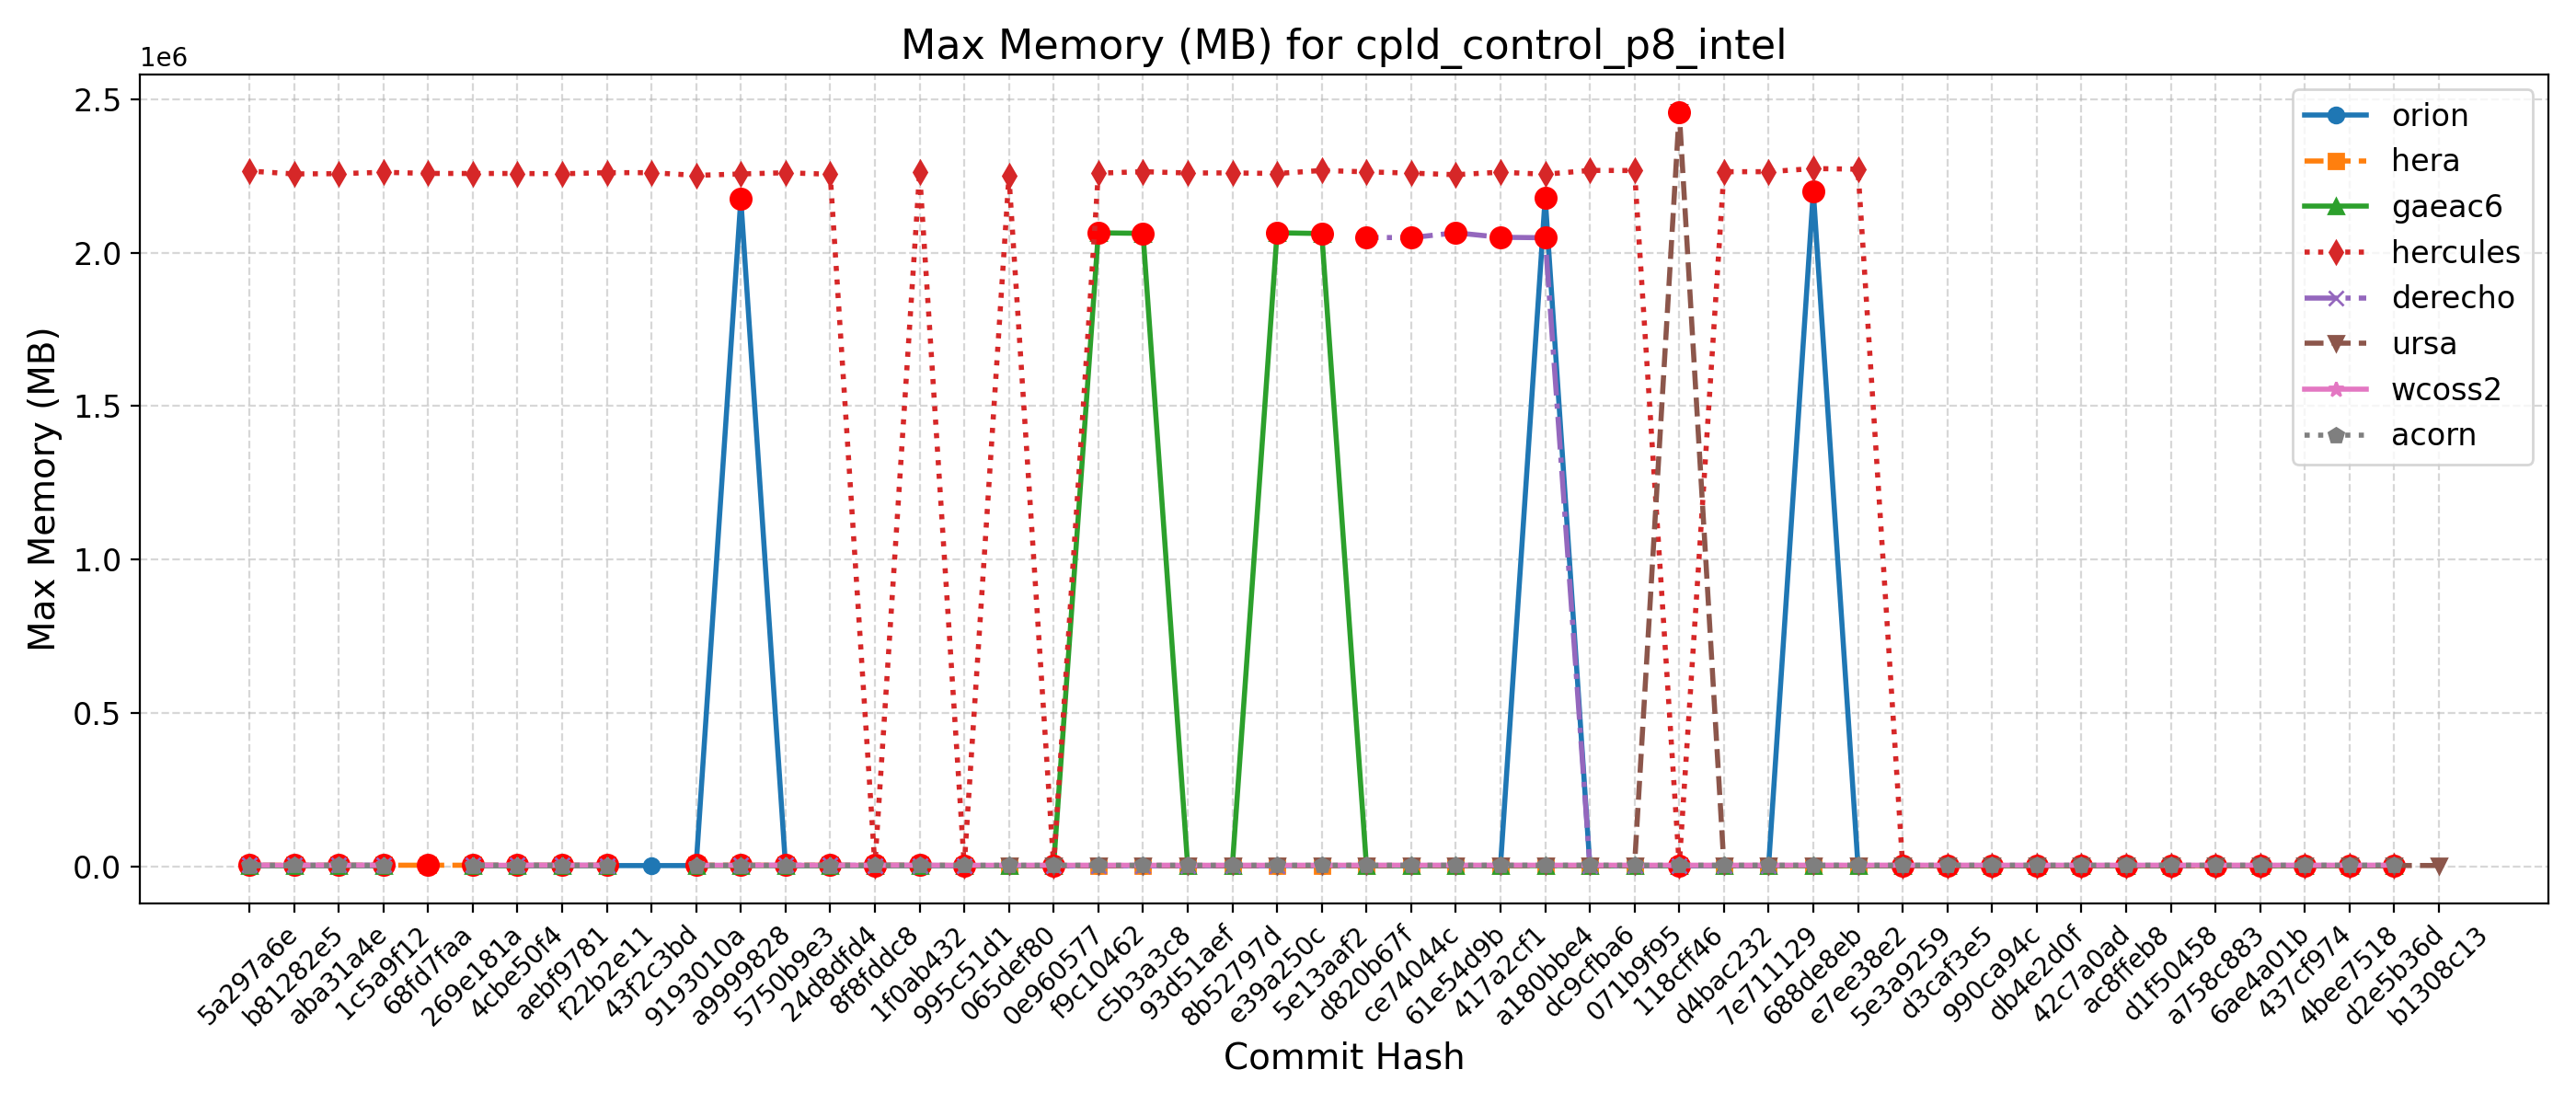 Max Memory (MB) for cpld_control_p8_intel
1e6
2.5
2.0
1.5
1.0
0.5
0.0
Max Memory (MB)
orion
hera
gaeac6
hercules
derecho
ursa
wcoss2
acorn
5a297a6e
b81282e5
aba31a4e
1c5a9f12
68fd7faa
269e181a
4cbe50f4
aebf9781
f22b2e11
43f2c3bd
9193010a
a9999828
5750b9e3
24d8dfd4
8f8fddc8
1f0ab432
995c51d1
065def80
0e960577
f9c10462
c5b3a3c8
93d51aef
8b52797d
e39a250c
5e13aaf2
d820b67f
ce74044c
61e54d9b
417a2cf1
a180bbe4
dc9cfba6
071b9f95
118cff46
d4bac232
7e711129
688de8eb
e7ee38e2
5e3a9259
d3caf3e5
990ca94c
db4e2d0f
42c7a0ad
ac8ffeb8
d1f50458
a758c883
6ae4a01b
437cf974
4bee7518
d2e5b36d
b1308c13
Commit Hash